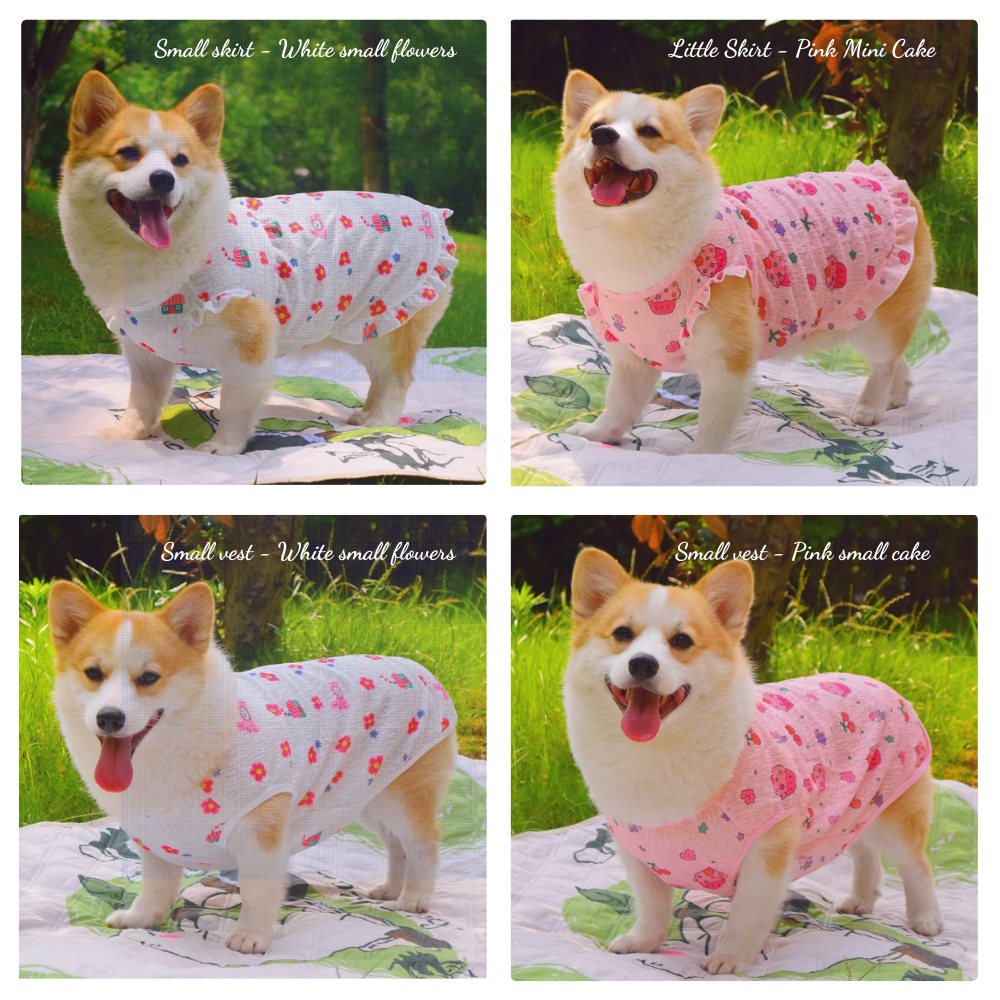 Small skirt - White small flowers
Little Skirt - Pink Mini Cake
Small vest - White small flowers
Small vest - Pink small cake